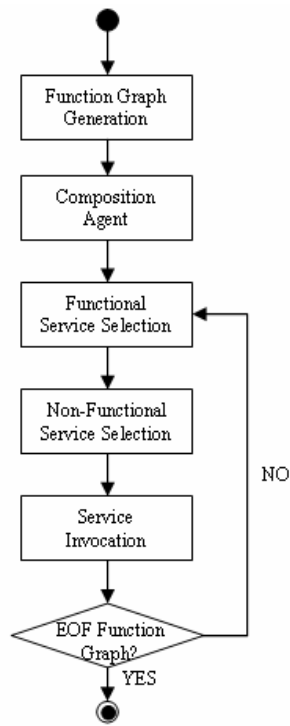 Function Graph
Generation
Composition
Agent
Functional
Service Selection
Non-Functional
Service Selection
NO
Service
Invocation
EOF Function
Graph?
YES